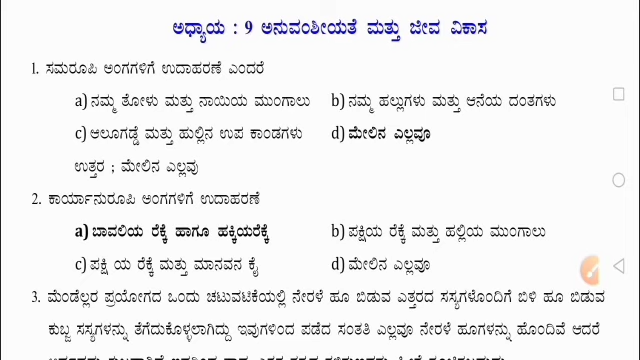 ಅಧ್ಯಾಯ : 9 ಅನುವಂಶೀಯತೆ ಮತ್ತು ಜೀವ ವಿಕಾಸ
1. ಸಮರೂಪಿ ಅಂಗಗಳಿಗೆ ಉದಾಹರಣೆ ಎಂದರೆ
a) ನಮ್ಮ ತೋಳು ಮತ್ತು ನಾಯಿಯ ಮುಂಗಾಲು b) ನಮ್ಮ ಹಲ್ಲುಗಳು ಮತ್ತು ಆನೆಯ ದಂತಗಳು
c) ಆಲೂಗಡ್ಡೆ ಮತ್ತು ಹುಲ್ಲಿನ ಉಪ ಕಾಂಡಗಳು d) ಮೇಲಿನ ಎಲ್ಲವೂ
ಉತ್ತರ ; ಮೇಲಿನ ಎಲ್ಲವು
2. ಕಾರ್ಯಾನುರೂಪಿ ಅಂಗಗಳಿಗೆ ಉದಾಹರಣೆ
a) ಬಾವಲಿಯ ರೆಕ್ಕೆ ಹಾಗೂ ಹಕ್ಕಿಯರೆಕ್ಕೆ b) ಪಕ್ಷಿಯ ರೆಕ್ಕೆ ಮತ್ತು ಹಲ್ಲಿಯ ಮುಂಗಾಲು
c) ಪಕ್ಷಿ ಯ ರೆಕ್ಕೆ ಮತ್ತು ಮಾನವನ ಕೈ d) ಮೇಲಿನ ಎಲ್ಲವೂ
3. ಮೆಂಡೆಲ್ಲರ ಪ್ರಯೋಗದ ಒಂದು ಚಟುವಟಿಕೆಯಲ್ಲಿ ನೇರಳೆ ಹೂ ಬಿಡುವ ಎತ್ತರದ ಸಸ್ಯಗಳೊಂದಿಗೆ ಬಿಳಿ ಹೂ ಬಿಡುವ
ಕುಬ್ಜ ಸಸ್ಯಗಳನ್ನು ತೆಗೆದುಕೊಳ್ಳಲಾಗಿದ್ದು ಇವುಗಳಿಂದ ಪಡೆದ ಸಂತತಿ ಎಲ್ಲವೂ ನೇರಳೆ ಹೂಗಳನ್ನು ಹೊಂದಿವೆ ಆದರೆ